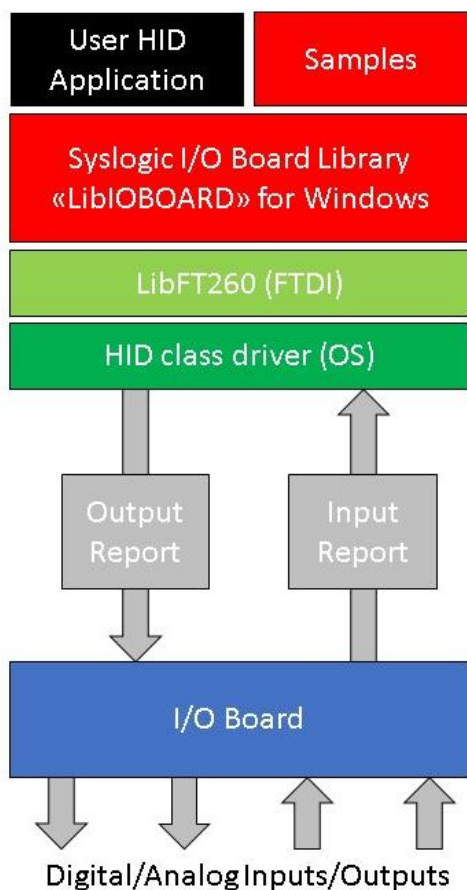 User HID
Application
Samples
Syslogic I/O Board Library
«LibIOBOARD» for Windows
LibFT260 (FTDI)
HID class driver (OS)
Output
Report
Input
Report
I/O Board
Digital/Analog Inputs/Outputs